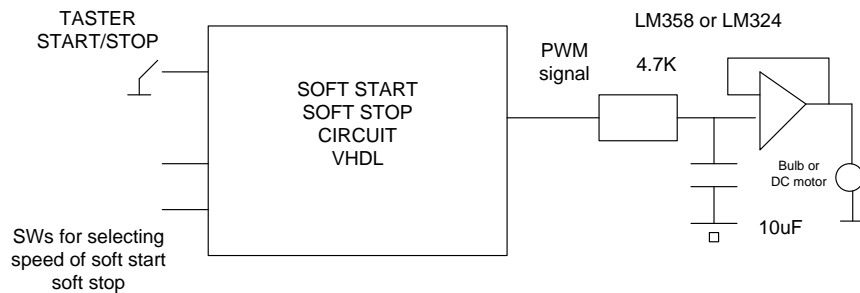 TASTER
START/STOP
SOFT START
SOFT STOP
CIRCUIT
VHDL
SWs for selecting
speed of soft start
soft stop
PWM
signal
4.7K
LM358 or LM324
10uF
Bulb or
DC motor